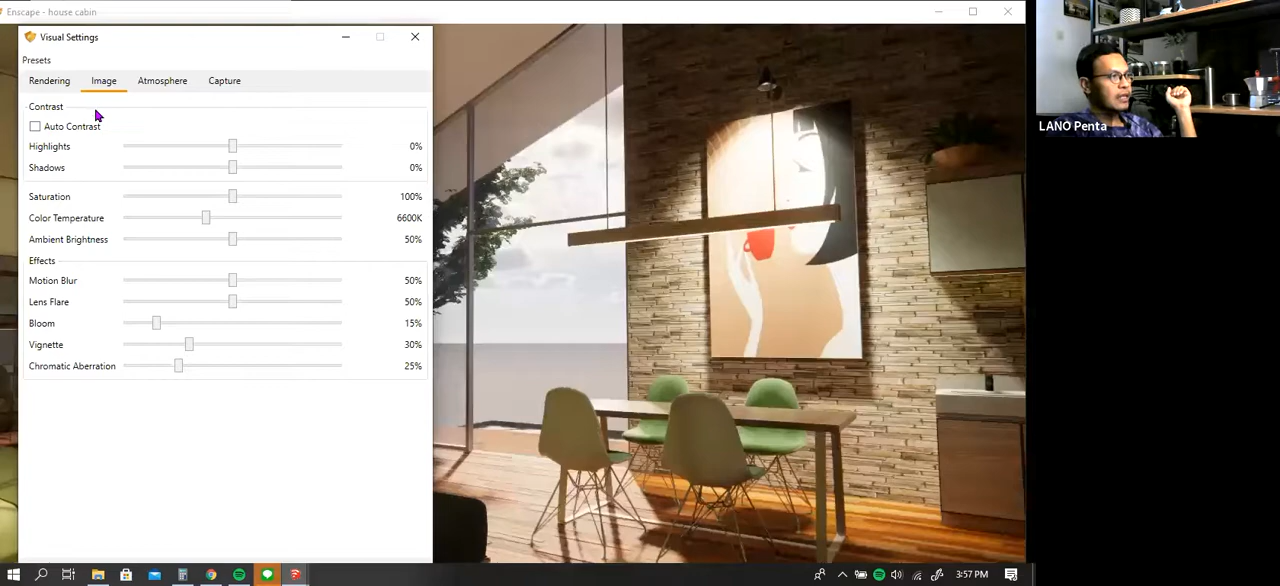 Enscape - house cabin
Visual Settings
Presets
Rendering Image Atmosphere Capture
Contrast
Auto Contrast
Highlights 0%
Shadows 0%
Saturation 100%
Color Temperature 6600K
Ambient Brightness 50%
Effects
Motion Blur 50%
Lens Flare 50%
Bloom 15%
Vignette 30%
Chromatic Aberration 25%
LANO Penta
3:57 PM